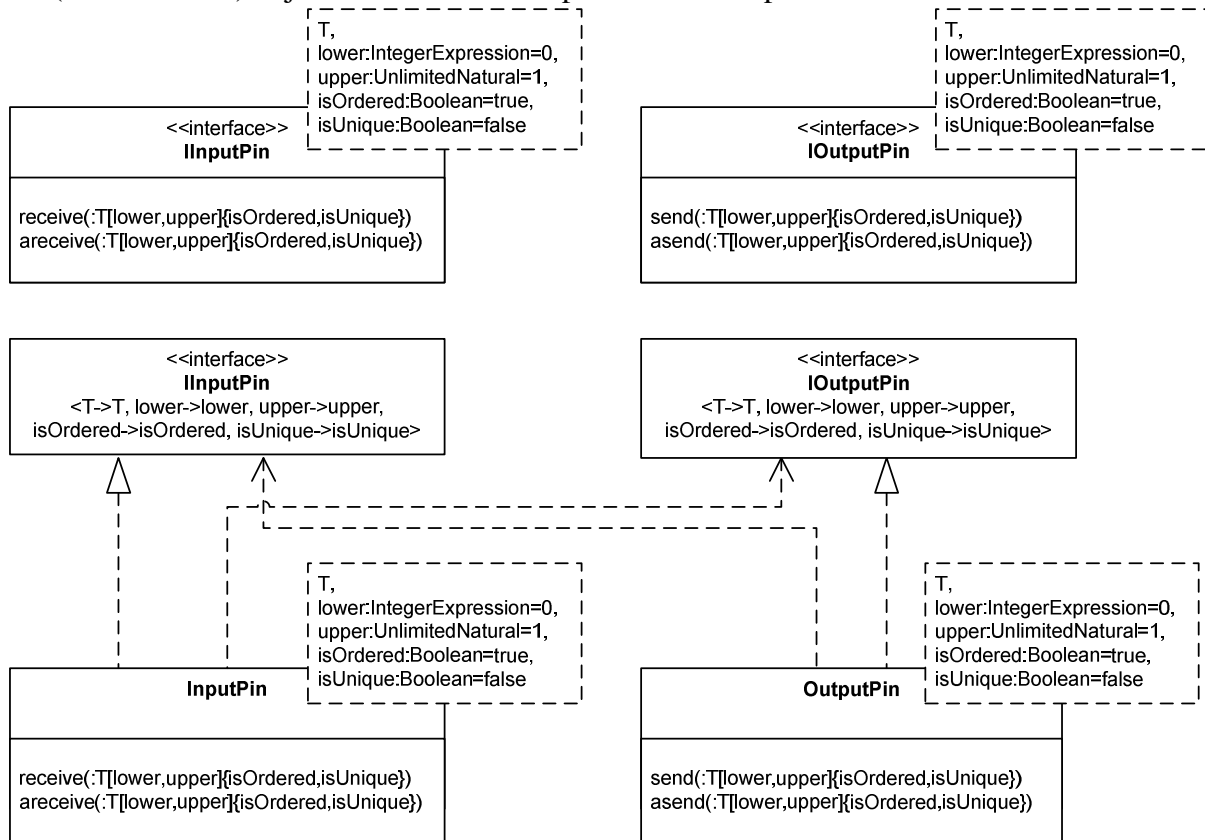 T,
lower:IntegerExpression=0,
upper:UnlimitedNatural=1,
isOrdered:Boolean=true,
isUnique:Boolean=false
<<interface>>
IInputPin
receive(:T[lower,upper]{isOrdered,isUnique})
areceive(:T[lower,upper]{isOrdered,isUnique})
T,
lower:IntegerExpression=0,
upper:UnlimitedNatural=1,
isOrdered:Boolean=true,
isUnique:Boolean=false
<<interface>>
IOutputPin
send(:T[lower,upper]{isOrdered,isUnique})
asend(:T[lower,upper]{isOrdered,isUnique})
<<interface>>
IInputPin
<T->T, lower->lower, upper->upper,
isOrdered->isOrdered, isUnique->isUnique>
<<interface>>
IOutputPin
<T->T, lower->lower, upper->upper,
isOrdered->isOrdered, isUnique->isUnique>
T,
lower:IntegerExpression=0,
upper:UnlimitedNatural=1,
isOrdered:Boolean=true,
isUnique:Boolean=false
InputPin
receive(:T[lower,upper]{isOrdered,isUnique})
areceive(:T[lower,upper]{isOrdered,isUnique})
T,
lower:IntegerExpression=0,
upper:UnlimitedNatural=1,
isOrdered:Boolean=true,
isUnique:Boolean=false
OutputPin
send(:T[lower,upper]{isOrdered,isUnique})
asend(:T[lower,upper]{isOrdered,isUnique})